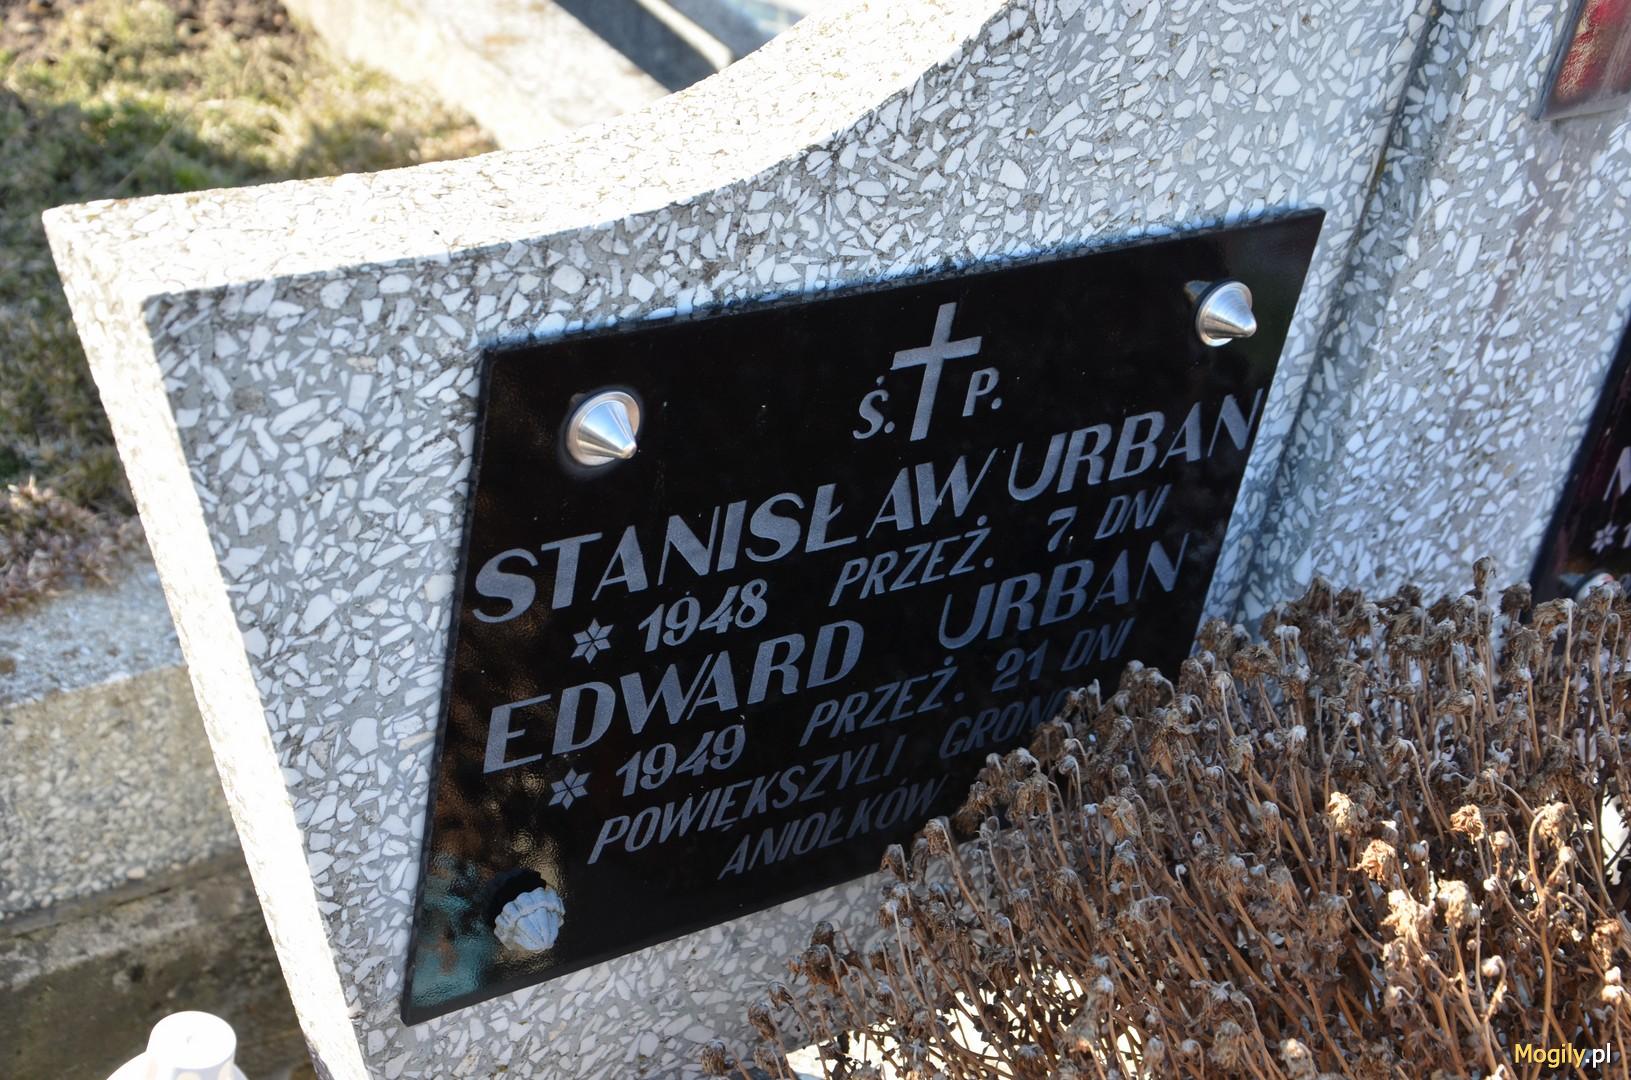 Ś. P.
STANISŁAW URBAN
* 1948 PRZEŻ. 7 DNI
EDWARD URBAN
* 1949 PRZEŻ. 21 DNI
POWIĘKSZYLI
ANIOŁKÓW
Mogily.pl